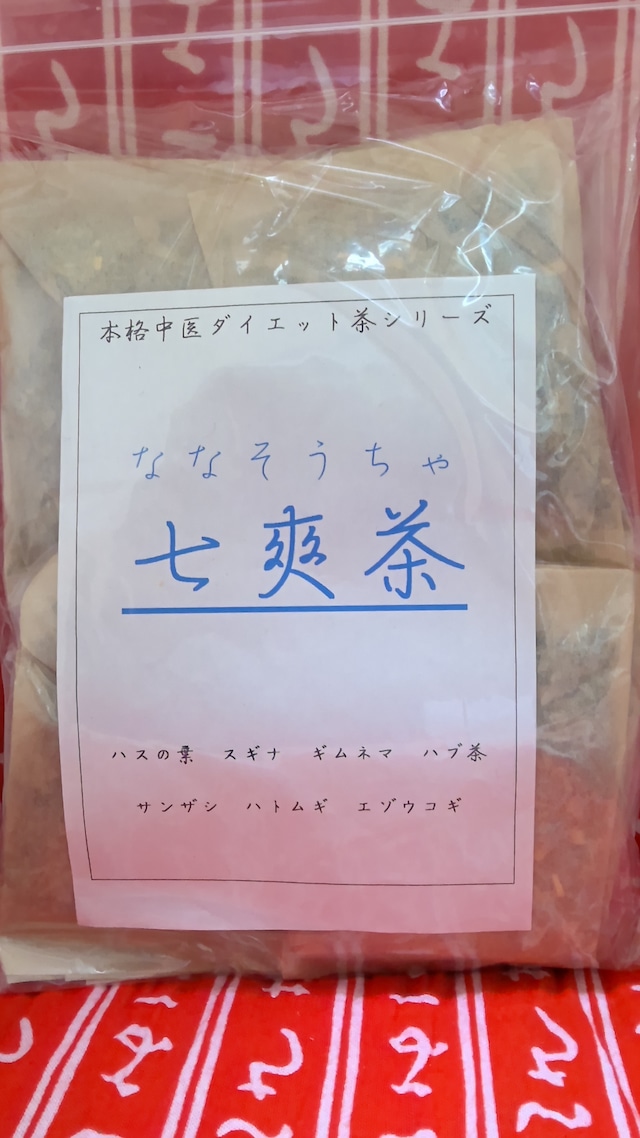 本格中医ダイエット茶シリーズ
ななそうちゃ
七爽茶
ハスの葉 スギナ ギムネマ ハブ茶
サンザシ ハトムギ エゾウコギ